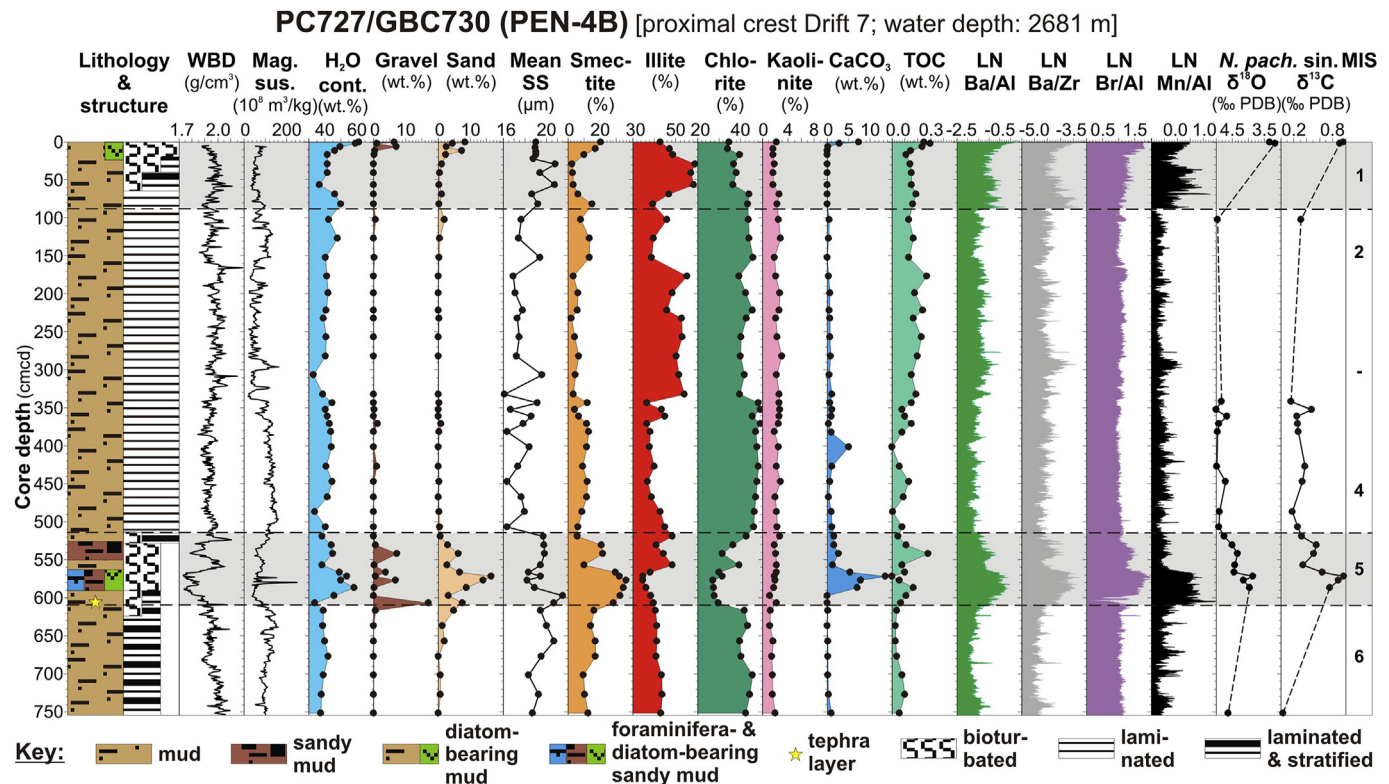 PC727/GBC730 (PEN-4B) [proximal crest Drift 7; water depth: 2681 m]
Lithology & structure
WBD (g/cm³)
Mag. sus. (10⁸ m³/kg)
H₂O cont. (wt.%)
Gravel (wt.%)
Sand (wt.%)
Mean SS (µm)
Smec-tite (%)
Illite (%)
Chlo-rite (%)
Kaoli-nite (%)
CaCO₃ (wt.%)
TOC (wt.%)
LN Ba/Al
LN Ba/Zr
LN Br/Al
LN Mn/Al
N. pach. sin.
δ¹⁸O (‰ PDB)
δ¹³C (‰ PDB)
MIS
1.7 2.0 0 200 40 60 0 10 0 10 16 20 0 20 30 50 20 40 0 4 8 0 5 10 0.0 0.3 -2.5 -0.5 -5.5 -3.5 0.5 1.5 0.0 1.0 4.5 3.5 0.2 0.8
Core depth (cmcd)
0
50
100
150
200
250
300
350
400
450
500
550
600
650
700
750
1
2
-
4
5
6
Key:
mud
sandy mud
diatom-bearing mud
foraminifera- & diatom-bearing sandy mud
tephra layer
biotur-bated
lami-nated
laminated & stratified